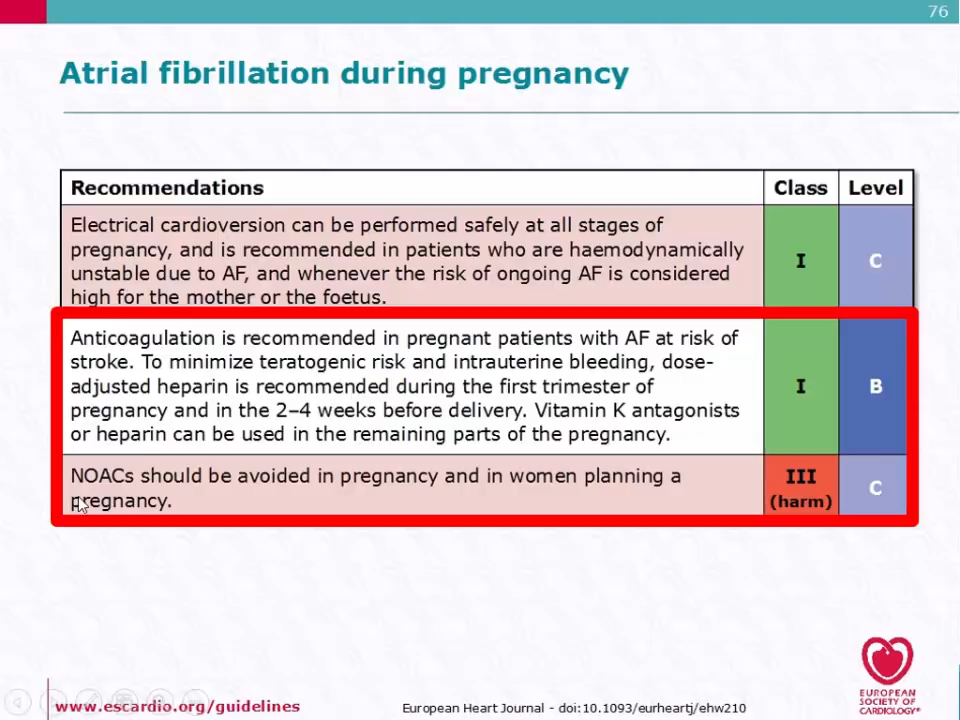 76
Atrial fibrillation during pregnancy
Recommendations Class Level
Electrical cardioversion can be performed safely at all stages of
pregnancy, and is recommended in patients who are haemodynamically
unstable due to AF, and whenever the risk of ongoing AF is considered
high for the mother or the foetus.
I C
Anticoagulation is recommended in pregnant patients with AF at risk of
stroke. To minimize teratogenic risk and intrauterine bleeding, dose-
adjusted heparin is recommended during the first trimester of
pregnancy and in the 2–4 weeks before delivery. Vitamin K antagonists
or heparin can be used in the remaining parts of the pregnancy.
I B
NOACs should be avoided in pregnancy and in women planning a
pregnancy.
III
(harm)
C
www.escardio.org/guidelines
European Heart Journal - doi:10.1093/eurheartj/ehw210
EUROPEAN
SOCIETY OF
CARDIOLOGY®